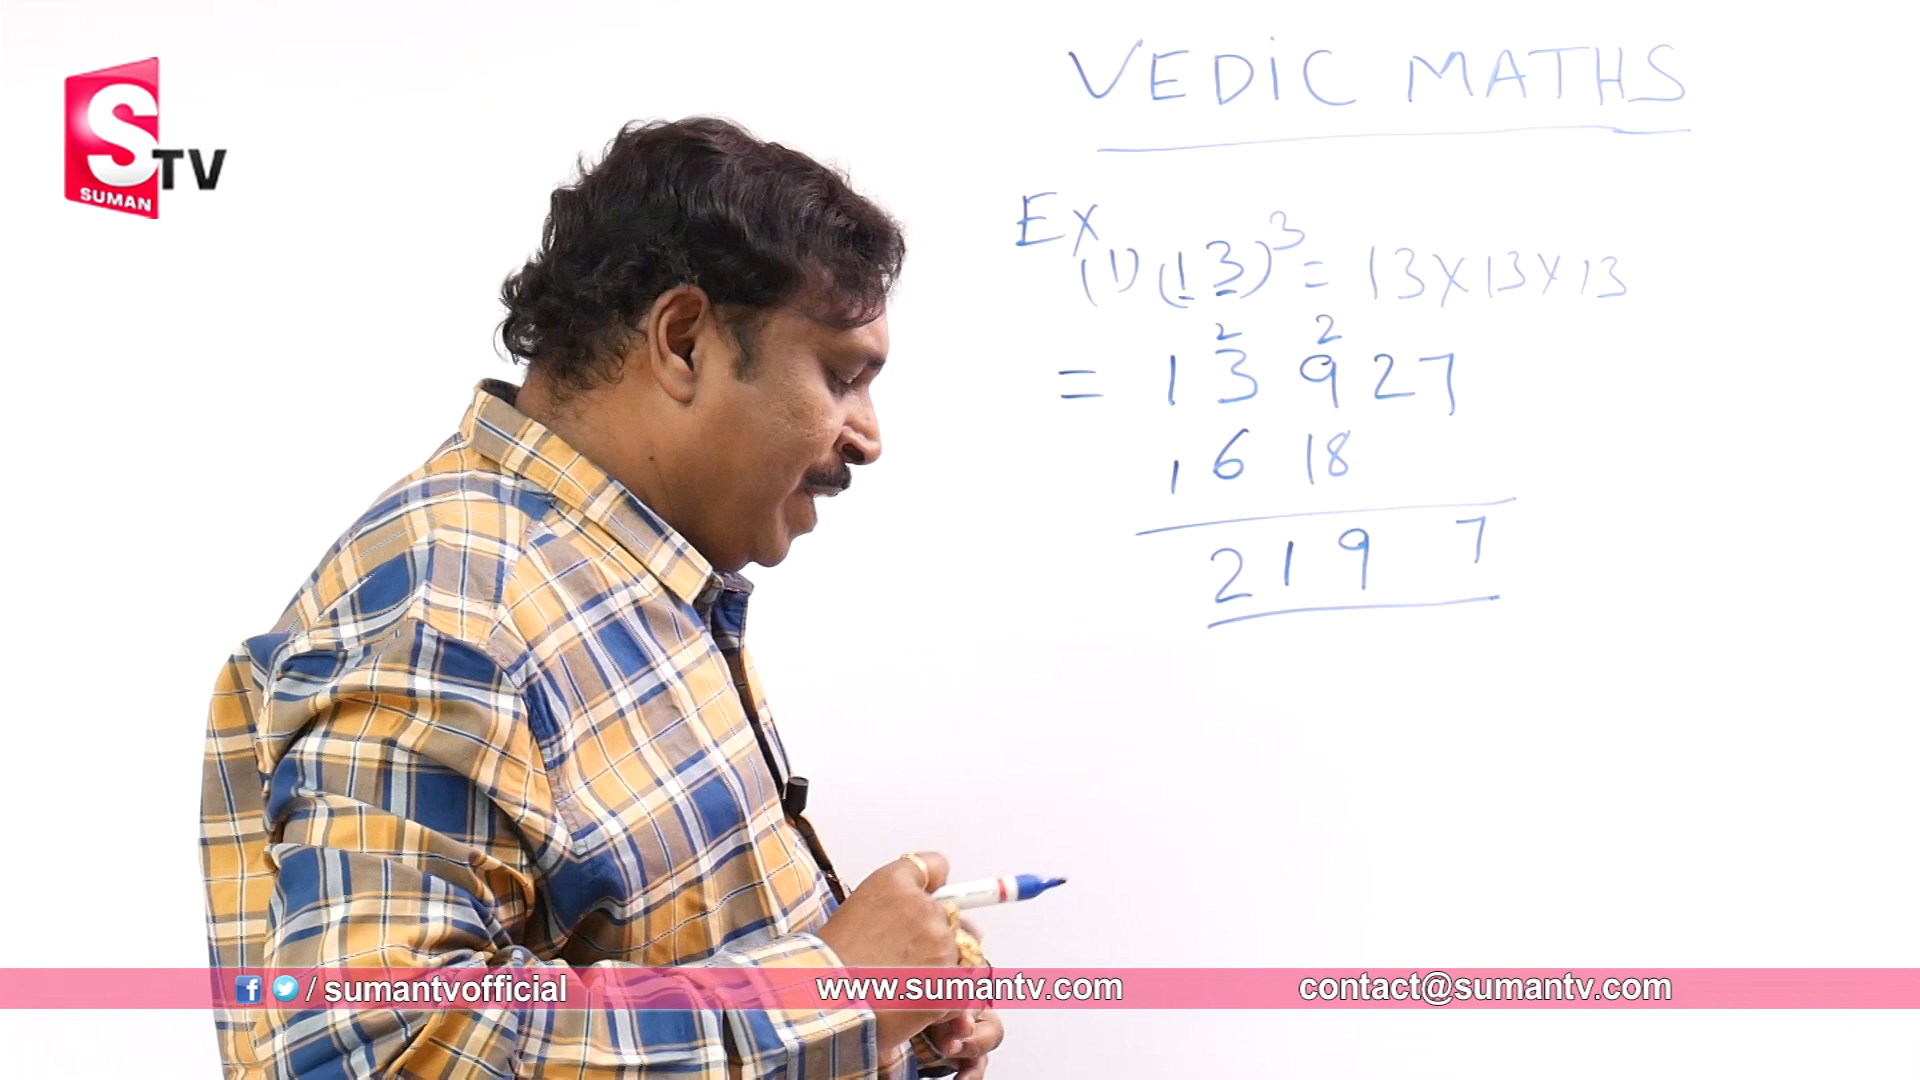 S
TV
SUMAN
VEDIC MATHS
Ex
(1) (13)³ = 13×13×13
2 2
= 1 3 9 27
1 6 18
2 1 9 7
f / sumantvofficial
www.sumantv.com
contact@sumantv.com